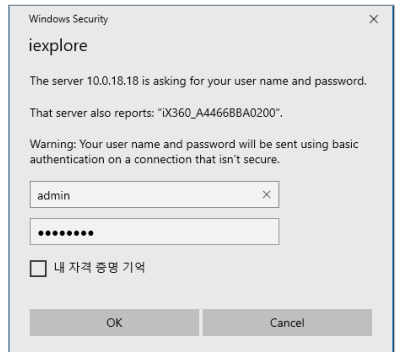 Windows Security
iexplore
The server 10.0.18.18 is asking for your user name and password.
That server also reports: "iX360_A4466BBA0200".
Warning: Your user name and password will be sent using basic
authentication on a connection that isn't secure.
admin
••••••••
내 자격 증명 기억
OK
Cancel